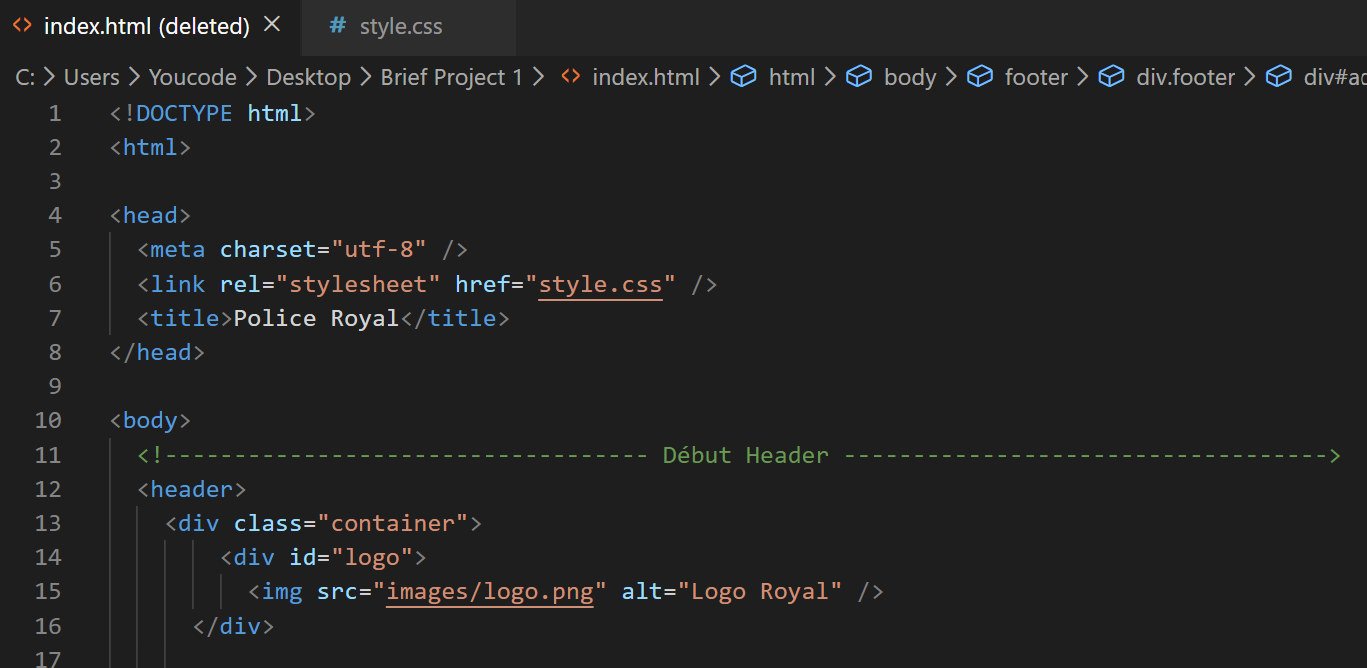 index.html (deleted) × # style.css
C: > Users > Youcode > Desktop > Brief Project 1 > index.html > html > body > footer > div.footer > div#ad
1 <!DOCTYPE html>
2 <html>
3
4 <head>
5   <meta charset="utf-8" />
6   <link rel="stylesheet" href="style.css" />
7   <title>Police Royal</title>
8 </head>
9
10 <body>
11   <!----------------------------------- Début Header ----------------------------------->
12   <header>
13     <div class="container">
14         <div id="logo">
15           <img src="images/logo.png" alt="Logo Royal" />
16       </div>
17